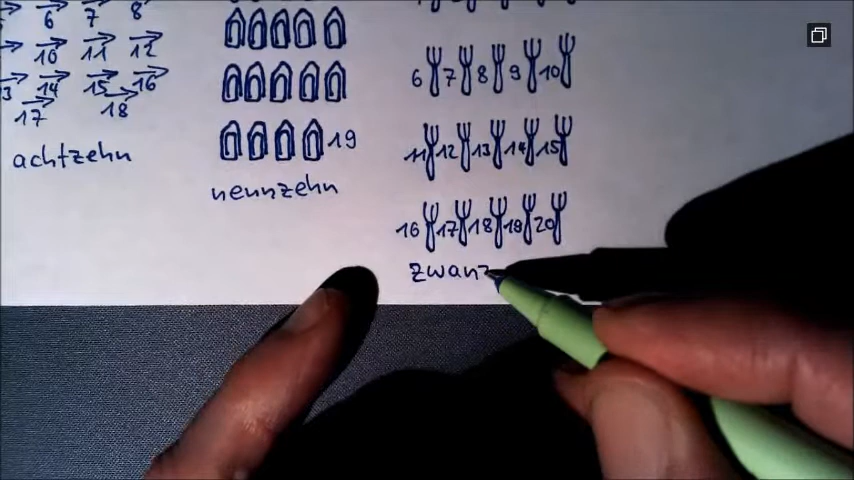 6 7 8
10 11 12
14 15 16
17 18
achtzehn
19
neunzehn
6 7 8 9 10
11 12 13 14 15
16 17 18 19 20
zwanz